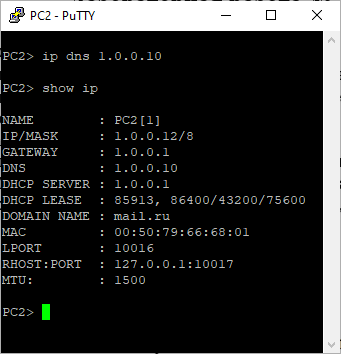 PC2 - PuTTY
PC2> ip dns 1.0.0.10
PC2> show ip
NAME        : PC2[1]
IP/MASK     : 1.0.0.12/8
GATEWAY     : 1.0.0.1
DNS         : 1.0.0.10
DHCP SERVER : 1.0.0.1
DHCP LEASE  : 85913, 86400/43200/75600
DOMAIN NAME : mail.ru
MAC         : 00:50:79:66:68:01
LPORT       : 10016
RHOST:PORT  : 127.0.0.1:10017
MTU:        : 1500
PC2>